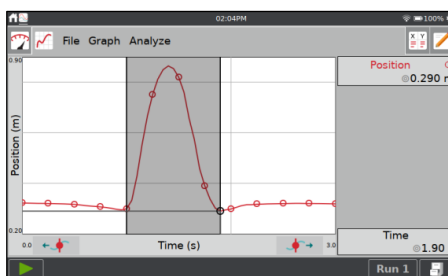 02:04PM
100%
File Graph Analyze
X Y
0.90
Position (m)
0.20
0.0
Time (s)
3.0
Position
0.290
Time
1.90
Run 1